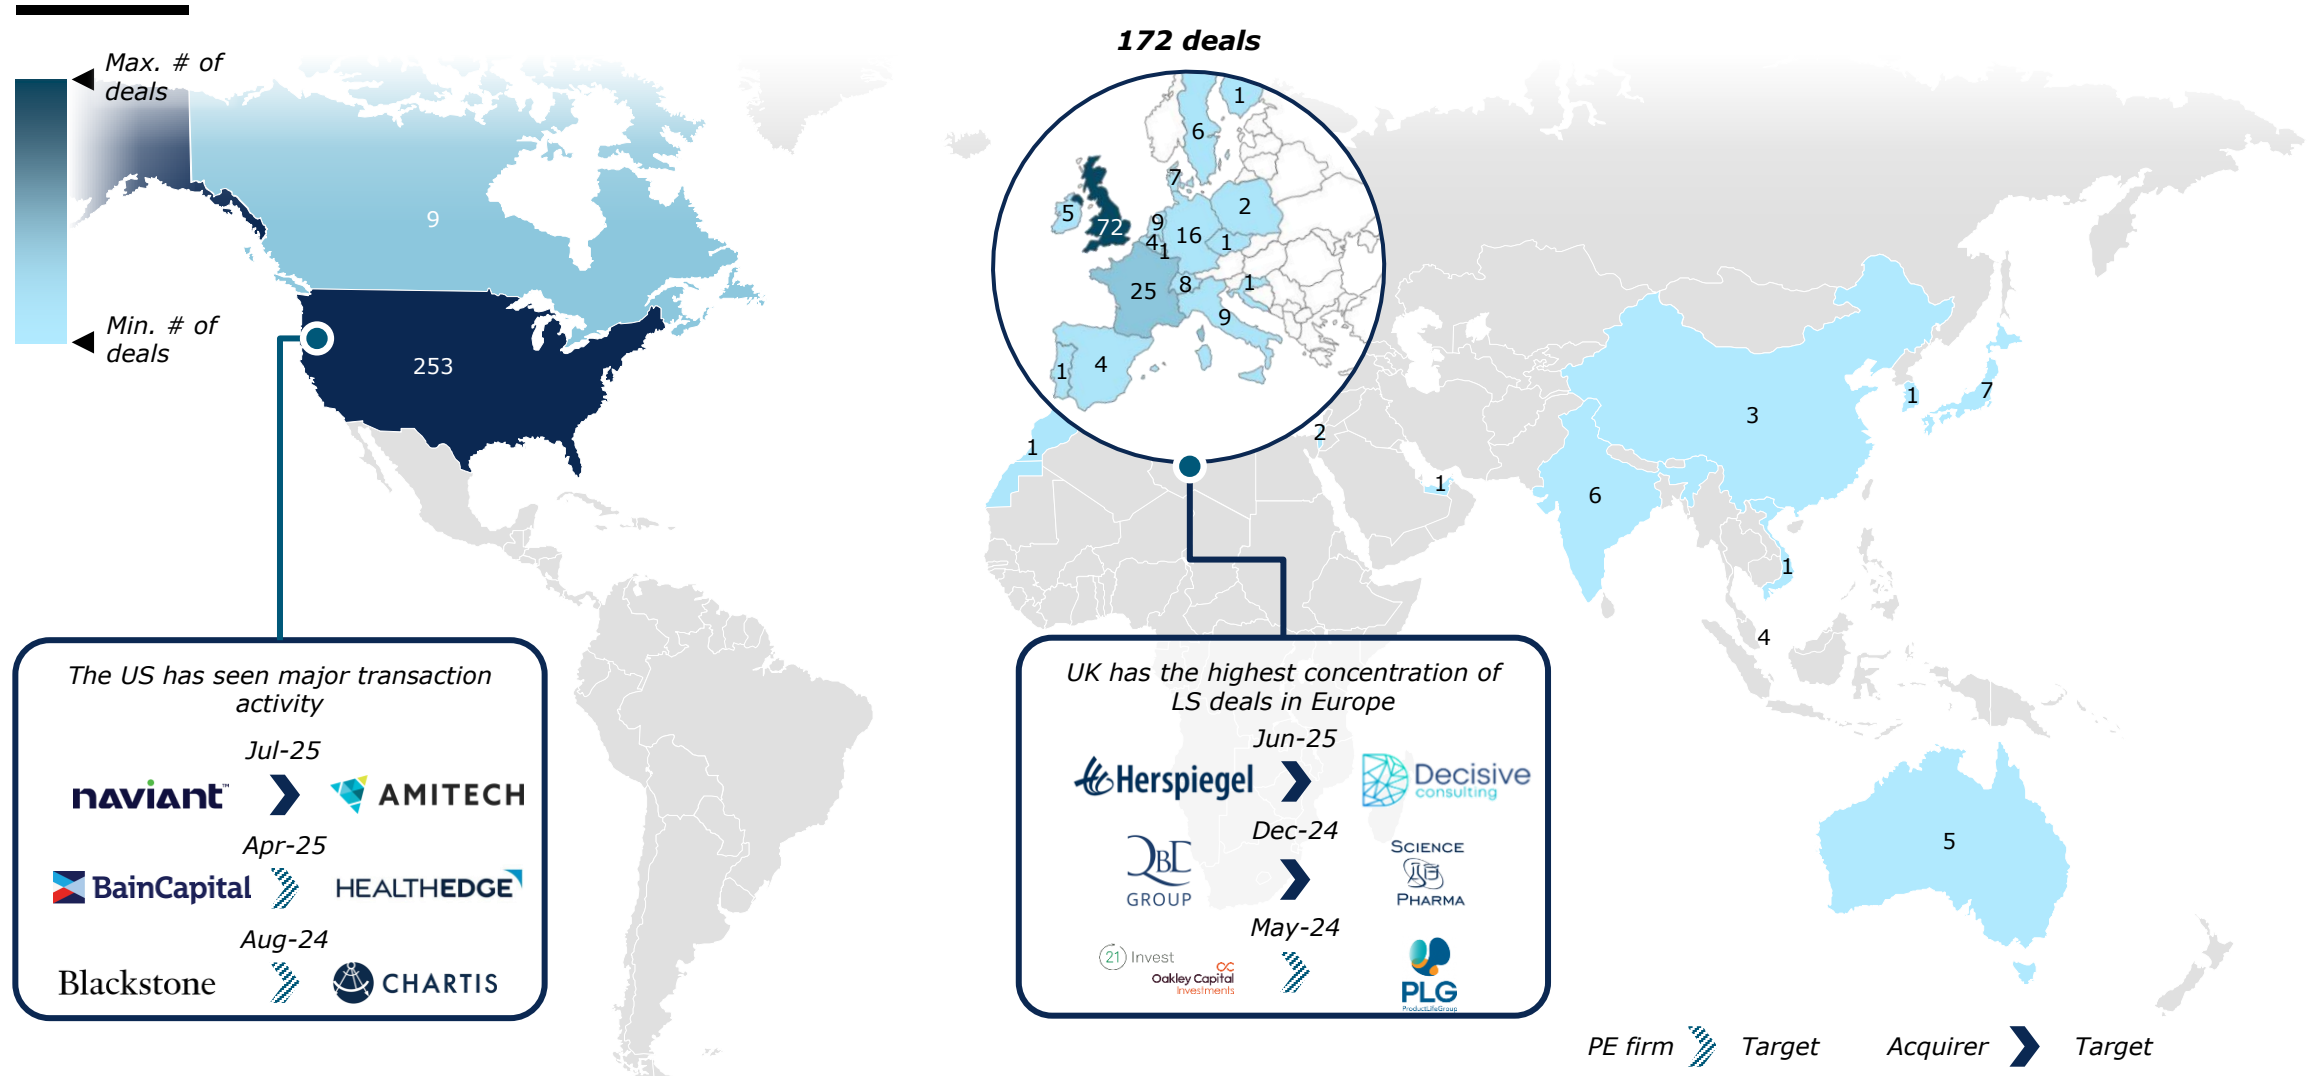 172 deals
Max. # of
deals
Min. # of
deals
9
253
1
6
7
5
72
9
4
1
16
2
1
25
8
1
9
1
4
1
2
1
3
1
7
6
1
4
5
The US has seen major transaction
activity
Jul-25
naviant™
AMITECH
Apr-25
BainCapital
HEALTHEDGE
Aug-24
Blackstone
CHARTIS
UK has the highest concentration of
LS deals in Europe
Jun-25
Herspiegel
Decisive
consulting
Dec-24
QBD
GROUP
SCIENCE
PHARMA
May-24
21 Invest
Oakley Capital
Investments
PLG
ProductLifeGroup
PE firm
Target
Acquirer
Target